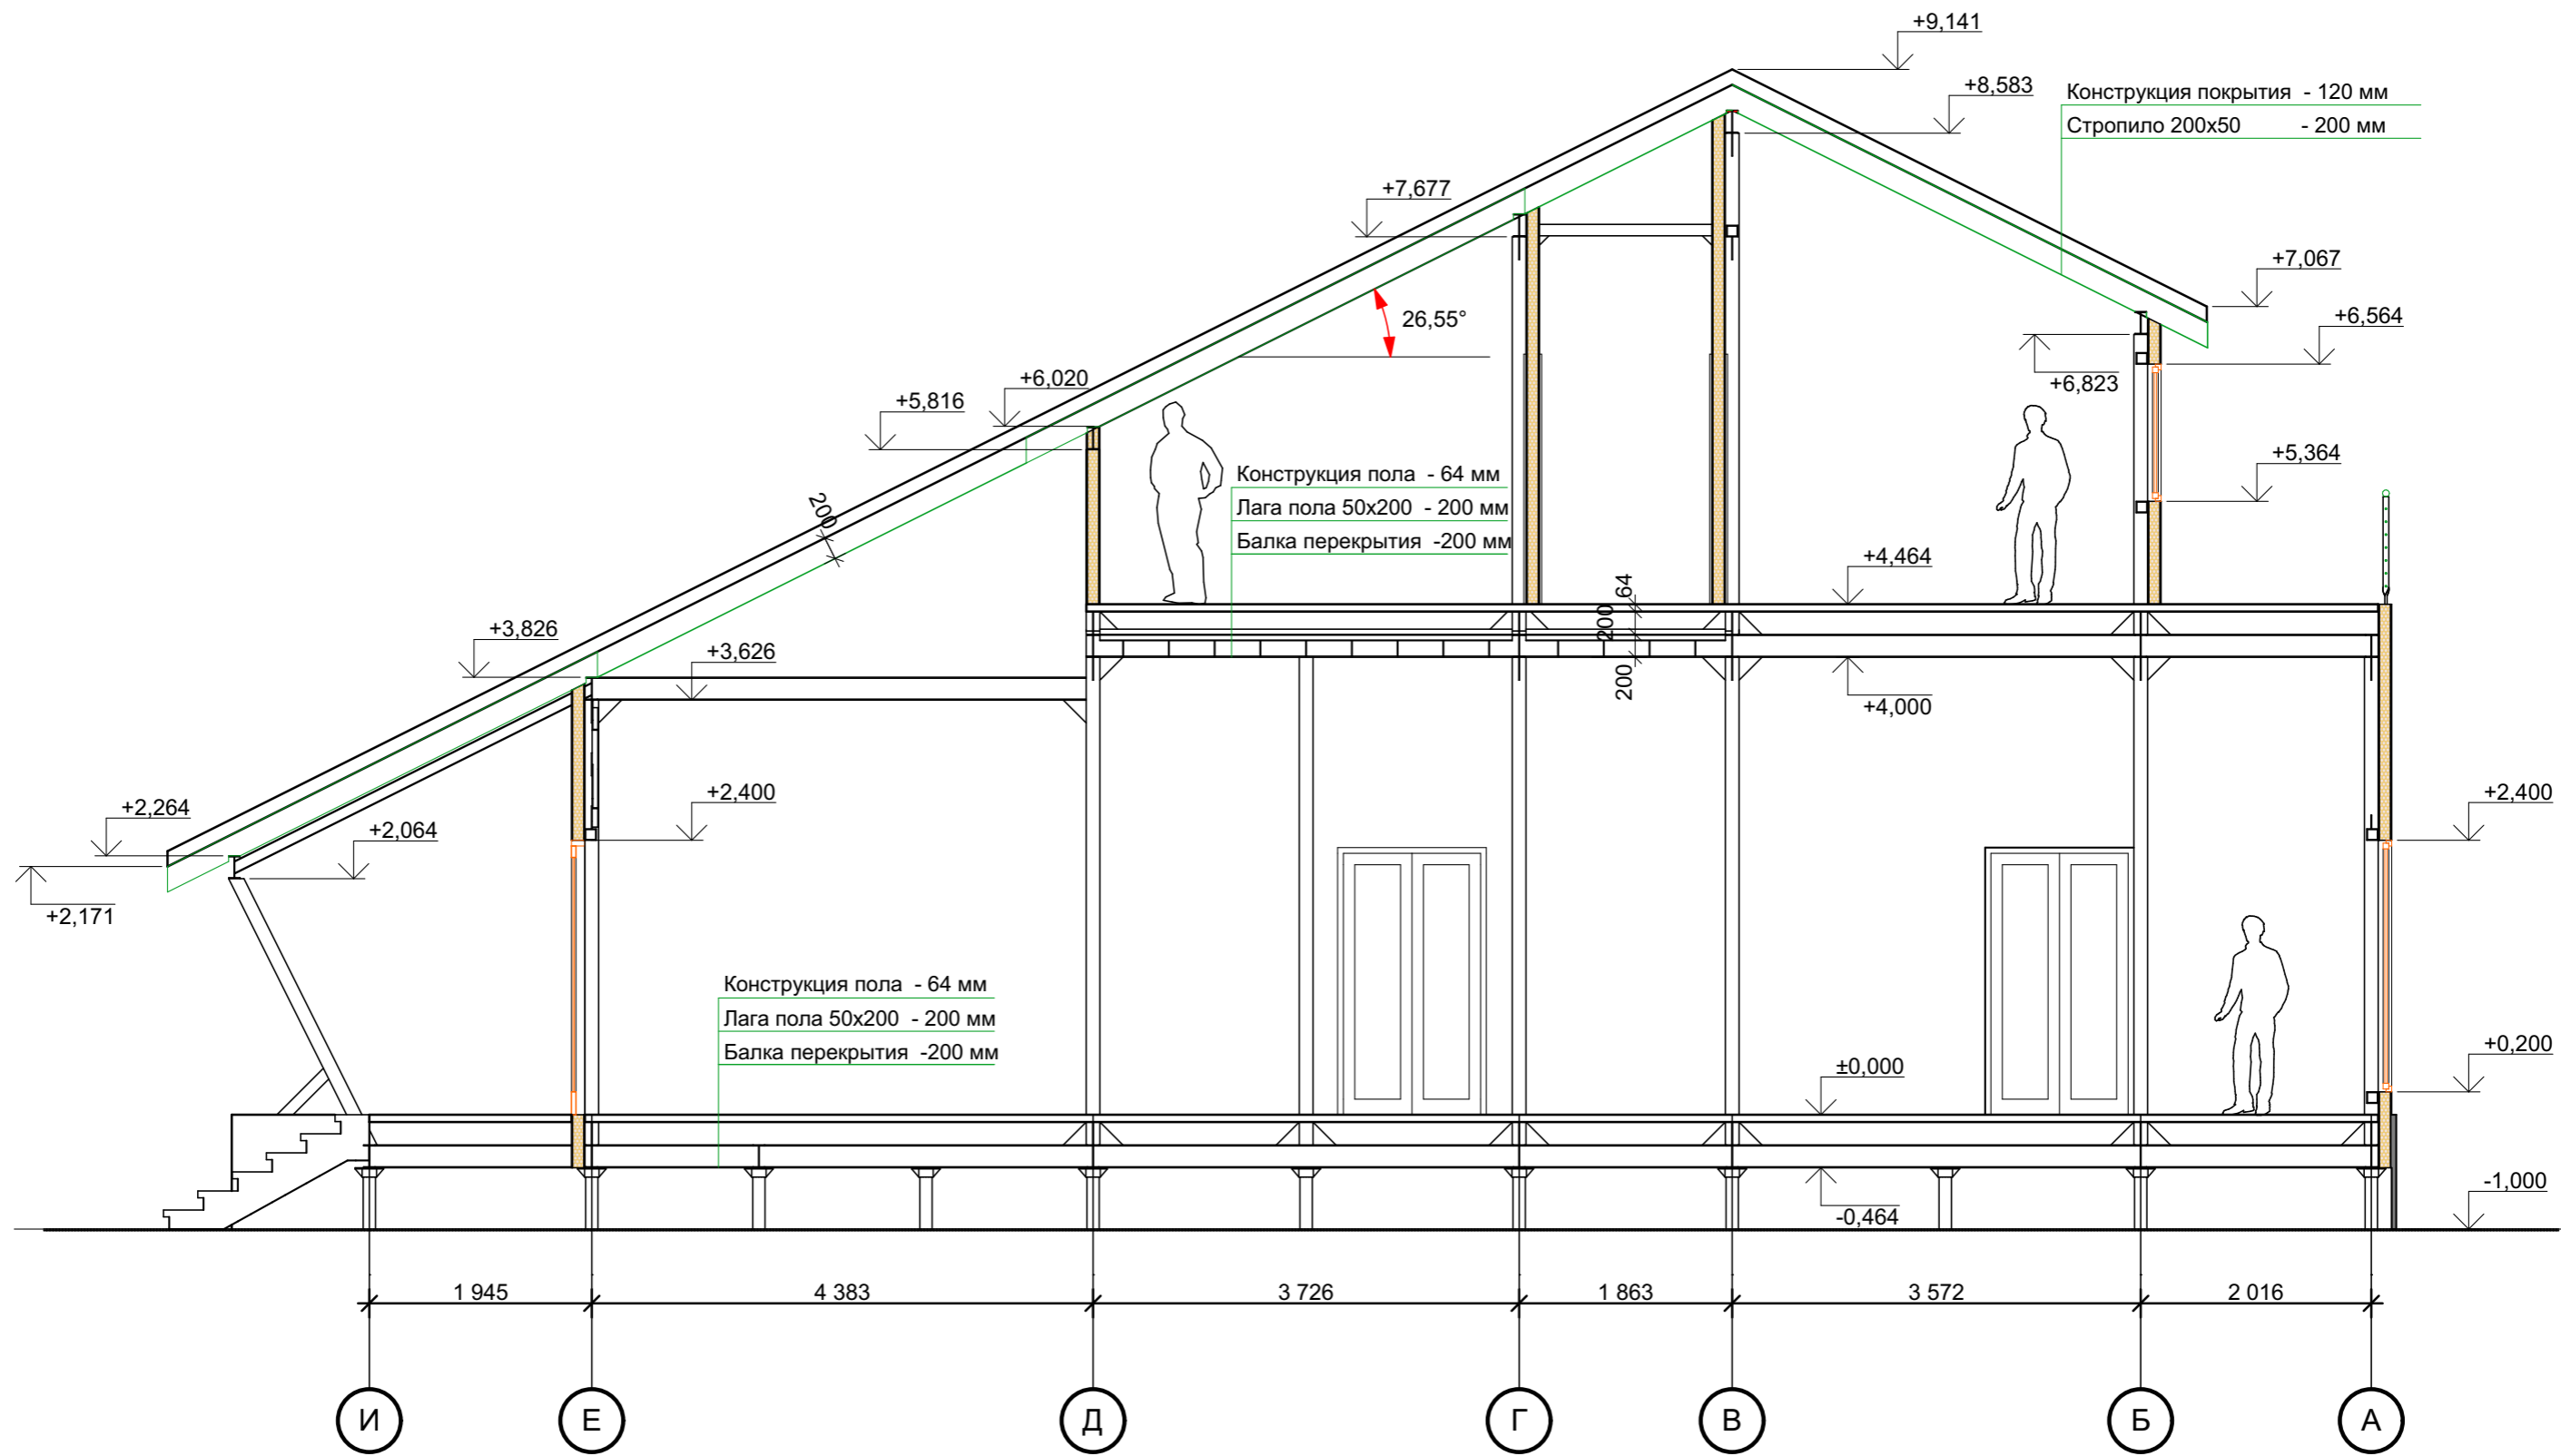 +9,141
+8,583
Конструкция покрытия - 120 мм
Стропило 200х50 - 200 мм
+7,677
+7,067
+6,564
26,55°
+6,823
+6,020
+5,816
+5,364
Конструкция пола - 64 мм
Лага пола 50х200 - 200 мм
Балка перекрытия -200 мм
200
+4,464
64
200
200
+3,826
+3,626
+4,000
+2,264
+2,064
+2,400
+2,400
+2,171
Конструкция пола - 64 мм
Лага пола 50х200 - 200 мм
Балка перекрытия -200 мм
±0,000
+0,200
-0,464
-1,000
1 945
4 383
3 726
1 863
3 572
2 016
И
Е
Д
Г
В
Б
А